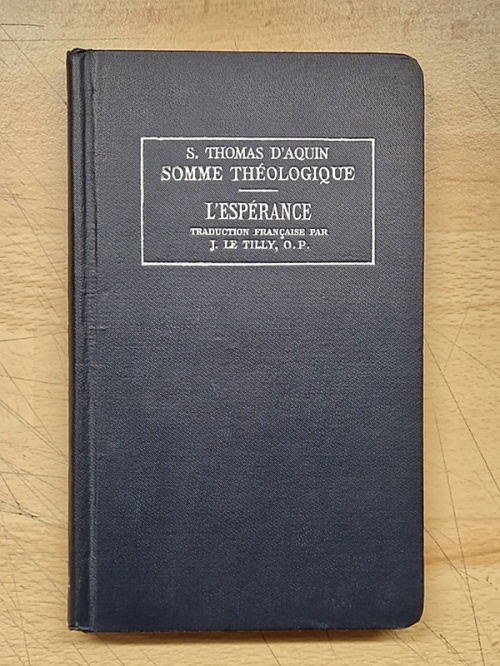 S. THOMAS D'AQUIN
SOMME THÉOLOGIQUE
L'ESPÉRANCE
TRADUCTION FRANÇAISE PAR
J. LE TILLY, O.P.